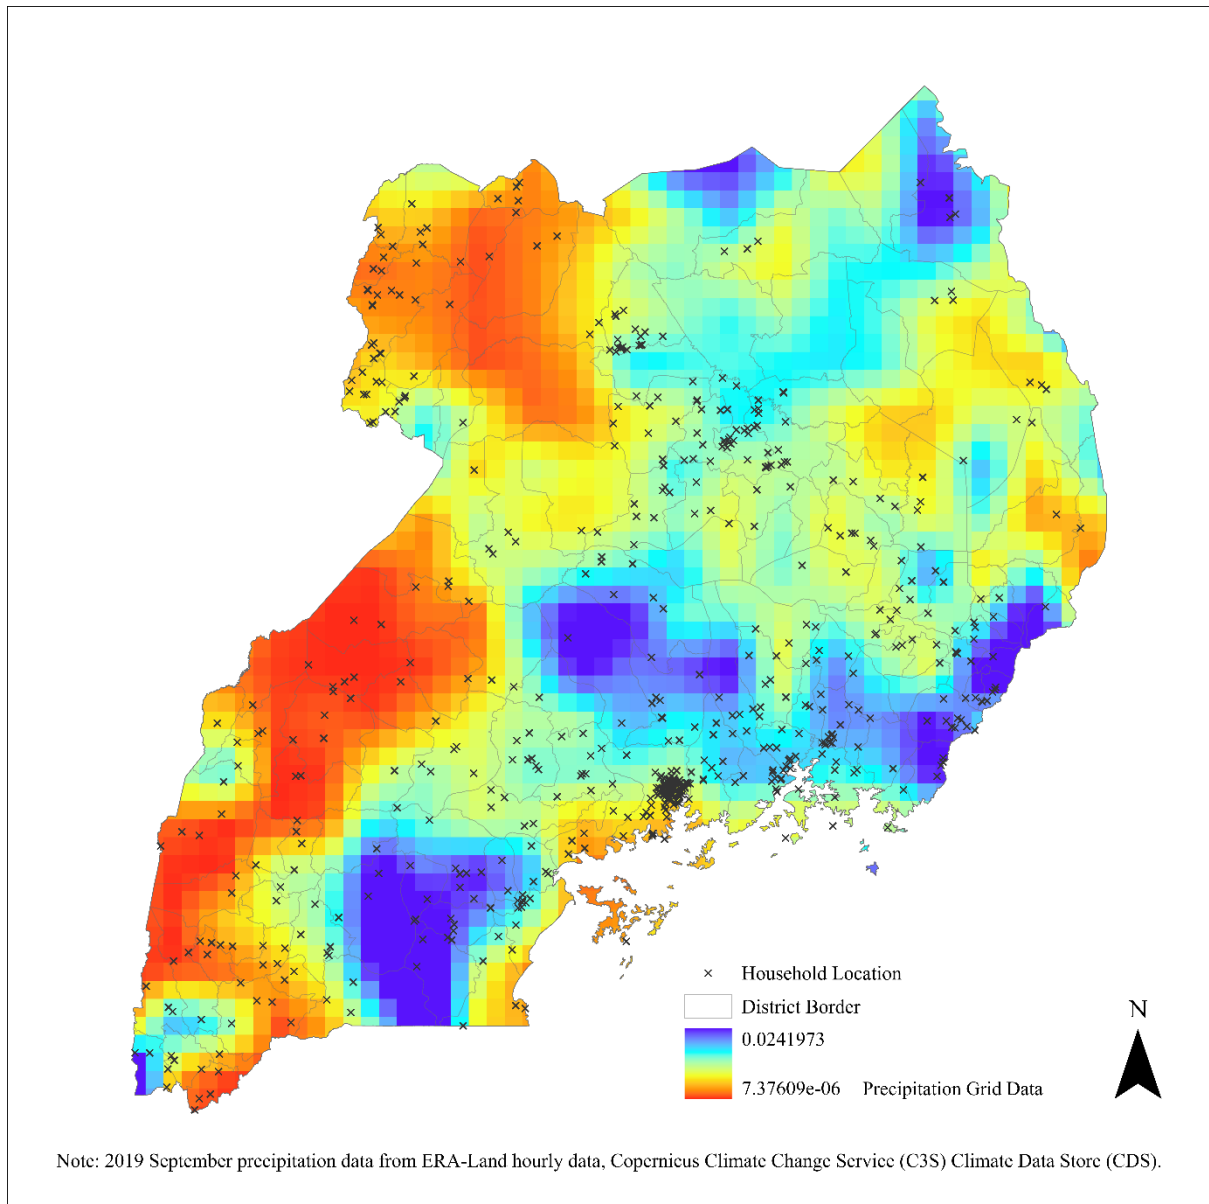 Household Location
District Border
0.0241973
7.37609e-06 Precipitation Grid Data
N
Note: 2019 September precipitation data from ERA-Land hourly data, Copernicus Climate Change Service (C3S) Climate Data Store (CDS).